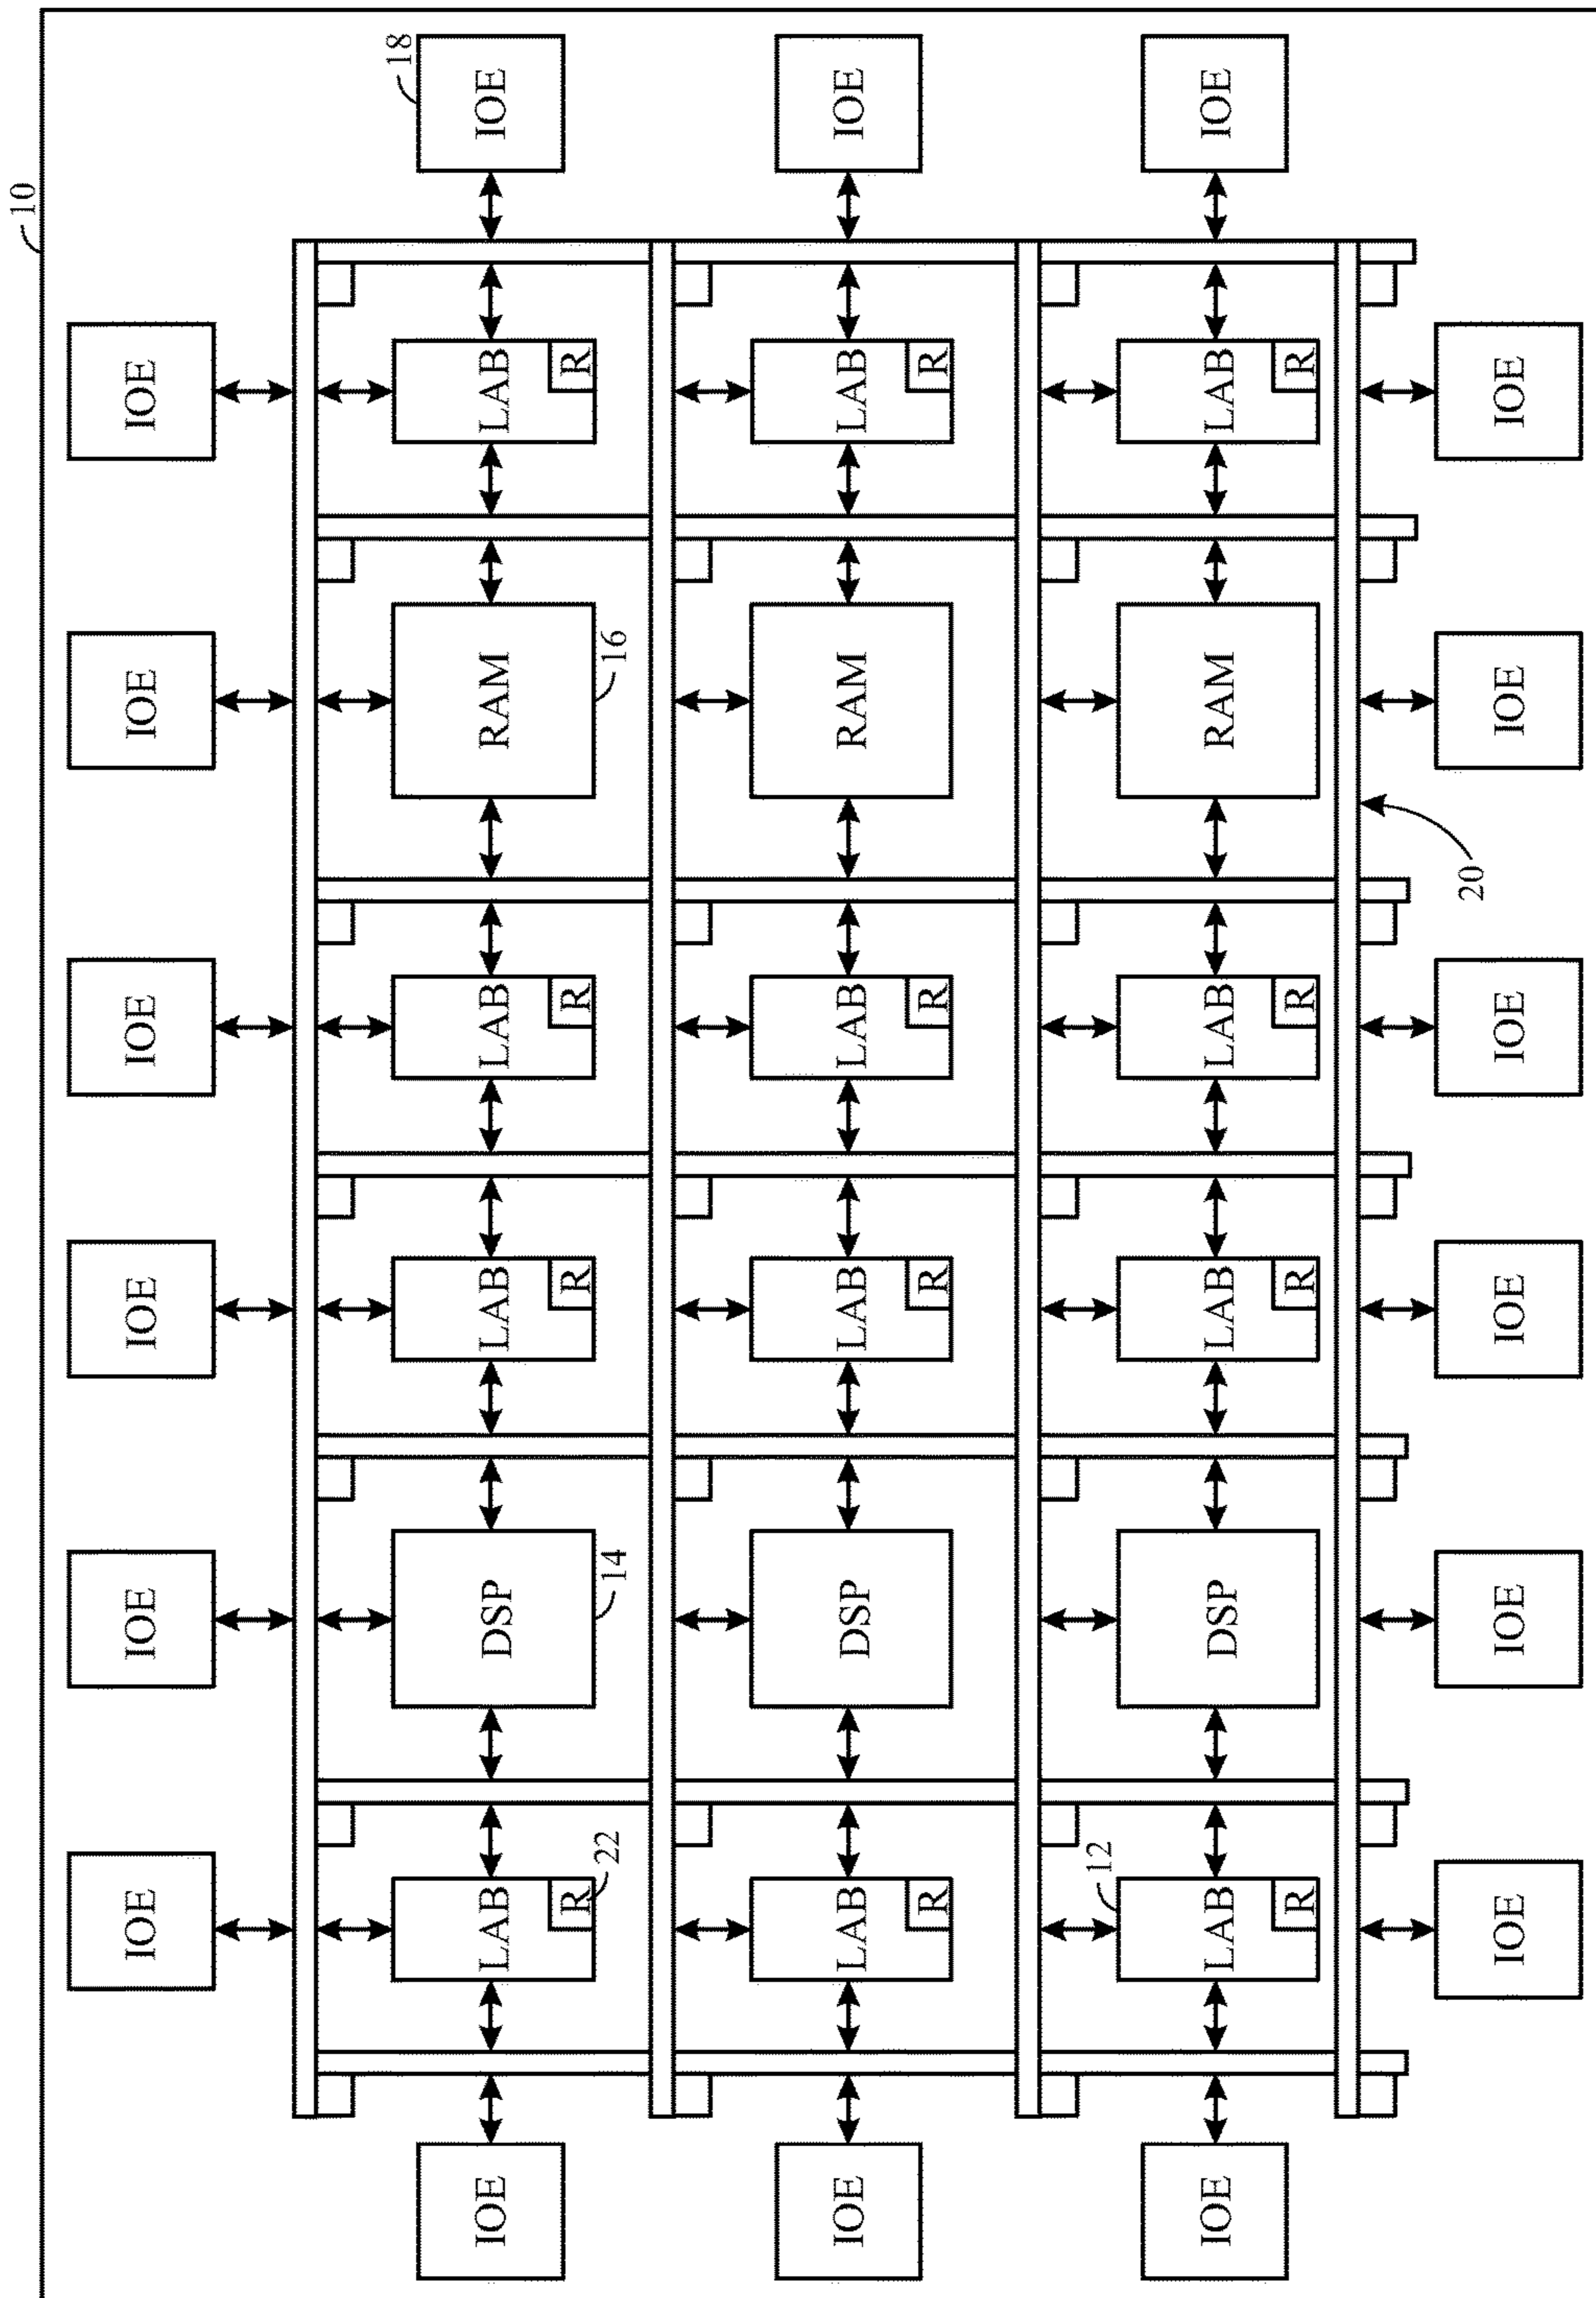 10
IOE IOE IOE IOE IOE IOE
18
IOE LAB DSP LAB LAB RAM LAB IOE
R R R R
22 14 16
IOE LAB DSP LAB LAB RAM LAB IOE
R R R R
12
IOE LAB DSP LAB LAB RAM LAB IOE
R R R R
20
IOE IOE IOE IOE IOE IOE